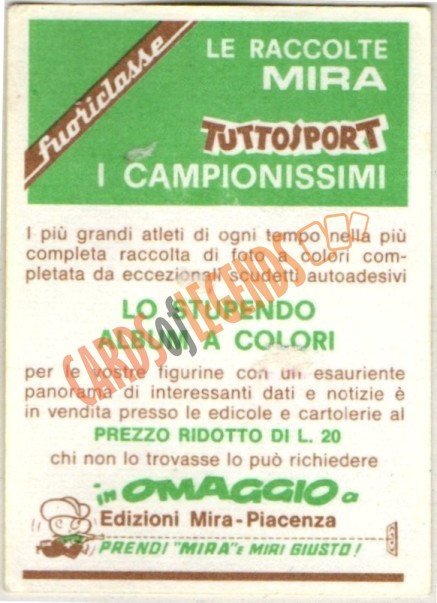 fuoriclasse
LE RACCOLTE
MIRA
TUTTOSPORT
I CAMPIONISSIMI
I più grandi atleti di ogni tempo nella più
completa raccolta di foto a colori com-
pletata da eccezionali scudetti autoadesivi
LO STUPENDO
ALBUM A COLORI
per le vostre figurine con un esauriente
panorama di interessanti dati e notizie è
in vendita presso le edicole e cartolerie al
PREZZO RIDOTTO DI L. 20
chi non lo trovasse lo può richiedere
in OMAGGIO a
Edizioni Mira-Piacenza
PRENDI "MIRA" E MIRI GIUSTO!
CARDS of LEGENDS